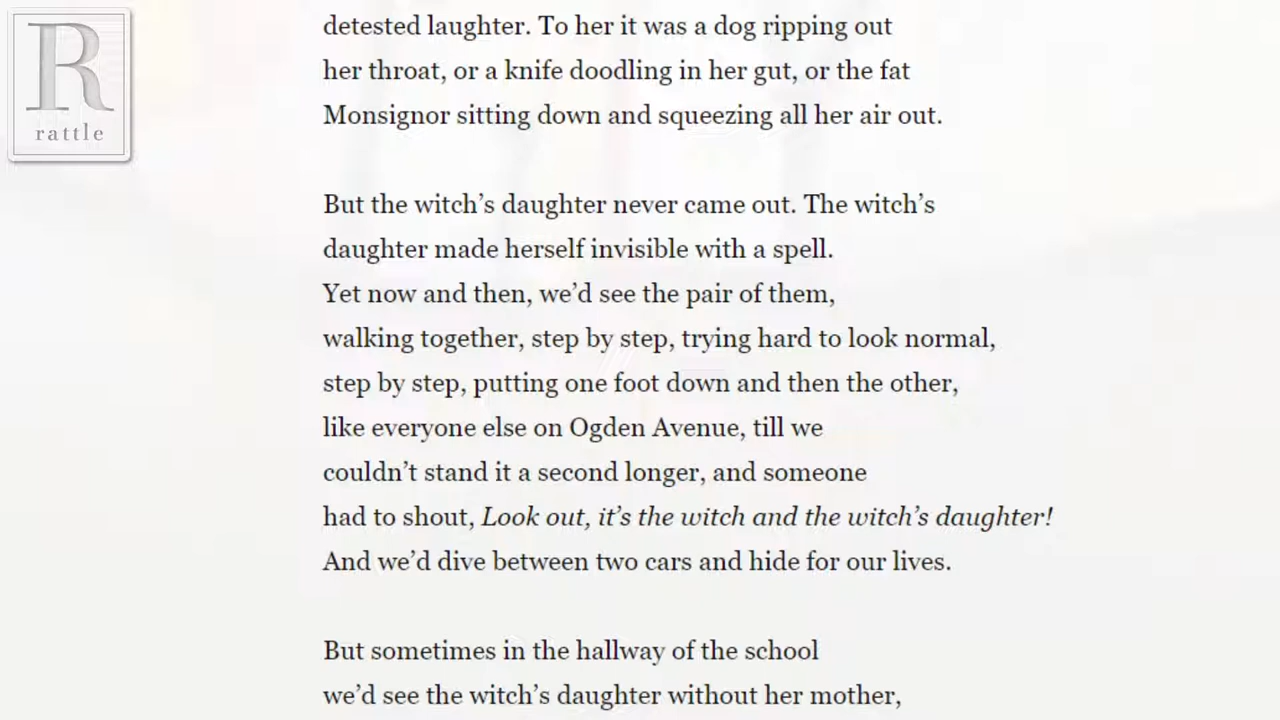 R
rattle
detested laughter. To her it was a dog ripping out
her throat, or a knife doodling in her gut, or the fat
Monsignor sitting down and squeezing all her air out.
But the witch’s daughter never came out. The witch’s
daughter made herself invisible with a spell.
Yet now and then, we’d see the pair of them,
walking together, step by step, trying hard to look normal,
step by step, putting one foot down and then the other,
like everyone else on Ogden Avenue, till we
couldn’t stand it a second longer, and someone
had to shout, Look out, it’s the witch and the witch’s daughter!
And we’d dive between two cars and hide for our lives.
But sometimes in the hallway of the school
we’d see the witch’s daughter without her mother,